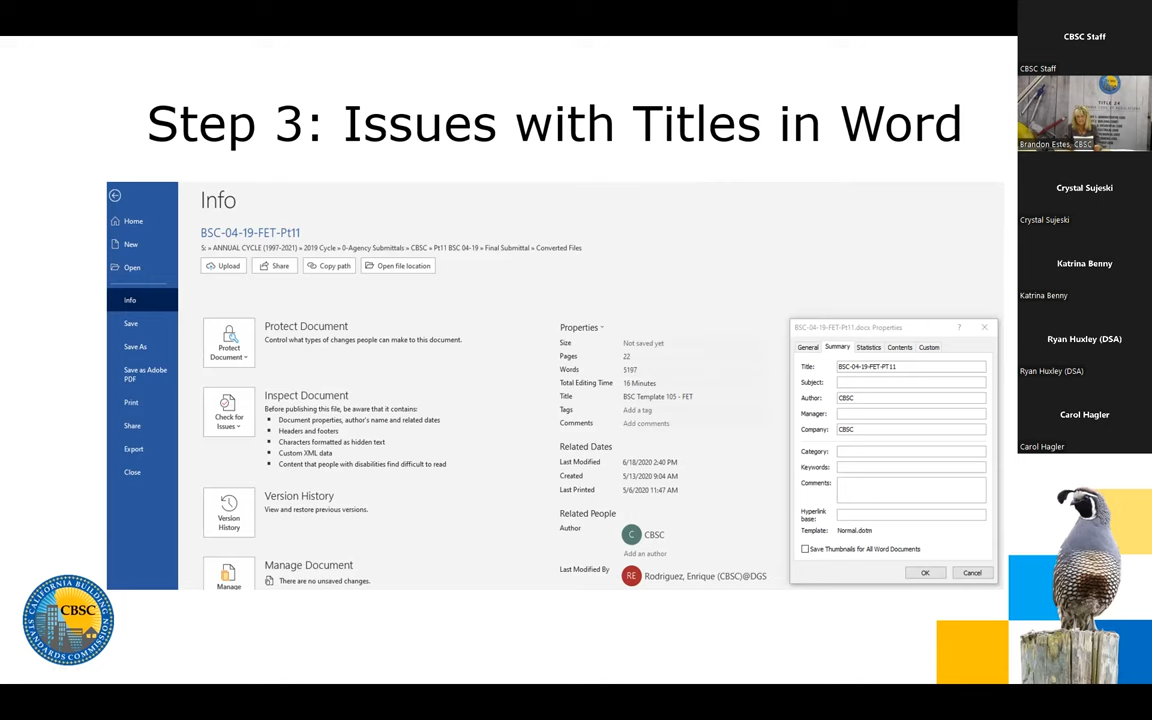 Step 3: Issues with Titles in Word
Info
BSC-04-19-FET-Pt11
S: » ANNUAL CYCLE (1997-2021) » 2019 Cycle » 0-Agency Submittals » CBSC » Pt11 BSC 04-19 » Final Submittal » Converted Files
Upload
Share
Copy path
Open file location
Home
New
Open
Info
Save
Save As
Save as Adobe
PDF
Print
Share
Export
Close
Protect
Document
Protect Document
Control what types of changes people can make to this document.
Check for
Issues
Inspect Document
Before publishing this file, be aware that it contains:
Document properties, author's name and related dates
Headers and footers
Characters formatted as hidden text
Custom XML data
Content that people with disabilities find difficult to read
Version
History
Version History
View and restore previous versions.
Manage
Manage Document
There are no unsaved changes.
Properties
Size Not saved yet
Pages 22
Words 5197
Total Editing Time 16 Minutes
Title BSC Template 105 - FET
Tags Add a tag
Comments Add comments
Related Dates
Last Modified 6/18/2020 2:40 PM
Created 5/13/2020 9:04 AM
Last Printed 5/6/2020 11:47 AM
Related People
Author C CBSC
Add an author
Last Modified By RE Rodriguez, Enrique (CBSC)@DGS
BSC-04-19-FET-Pt11.docx Properties
General Summary Statistics Contents Custom
Title: BSC-04-19-FET-PT11
Subject:
Author: CBSC
Manager:
Company: CBSC
Category:
Keywords:
Comments:
Hyperlink
base:
Template: Normal.dotm
Save Thumbnails for All Word Documents
OK Cancel
CALIFORNIA BUILDING
CBSC
STANDARDS COMMISSION
CBSC Staff
CBSC Staff
TITLE 24
Brandon Estes, CBSC
Crystal Sujeski
Crystal Sujeski
Katrina Benny
Katrina Benny
Ryan Huxley (DSA)
Ryan Huxley (DSA)
Carol Hagler
Carol Hagler